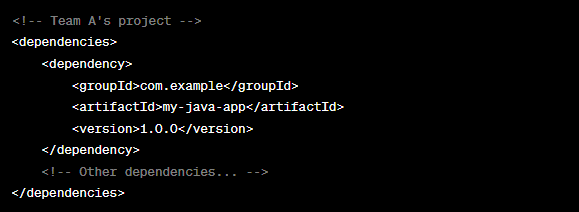 <!-- Team A's project -->
<dependencies>
    <dependency>
        <groupId>com.example</groupId>
        <artifactId>my-java-app</artifactId>
        <version>1.0.0</version>
    </dependency>
    <!-- Other dependencies... -->
</dependencies>